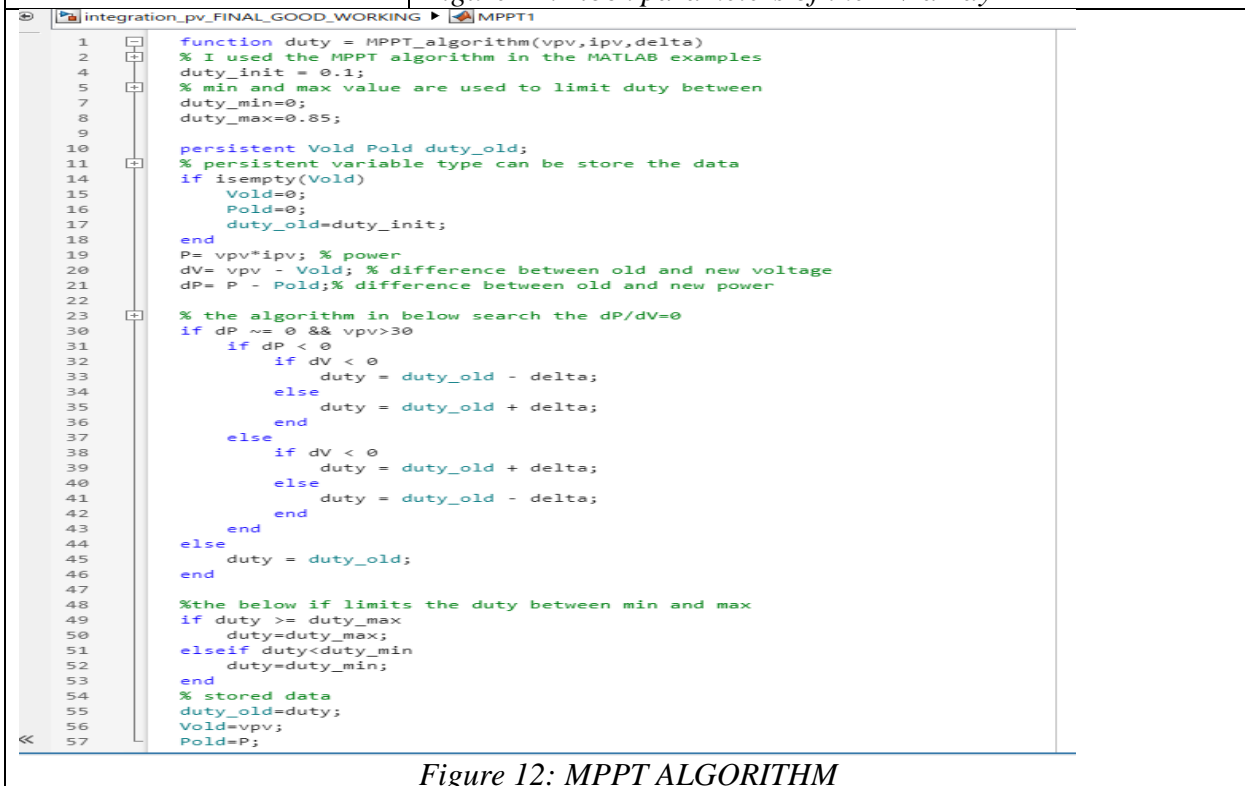 integration_pv_FINAL_GOOD_WORKING ▶ MPPT1
1 function duty = MPPT_algorithm(vpv,ipv,delta)
2 % I used the MPPT algorithm in the MATLAB examples
4 duty_init = 0.1;
5 % min and max value are used to limit duty between
7 duty_min=0;
8 duty_max=0.85;
9
10 persistent Vold Pold duty_old;
11 % persistent variable type can be store the data
14 if isempty(Vold)
15 Vold=0;
16 Pold=0;
17 duty_old=duty_init;
18 end
19 P= vpv*ipv; % power
20 dV= vpv - Vold; % difference between old and new voltage
21 dP= P - Pold;% difference between old and new power
22
23 % the algorithm in below search the dP/dV=0
30 if dP ~= 0 && vpv>30
31 if dP < 0
32 if dV < 0
33 duty = duty_old - delta;
34 else
35 duty = duty_old + delta;
36 end
37 else
38 if dV < 0
39 duty = duty_old + delta;
40 else
41 duty = duty_old - delta;
42 end
43 end
44 else
45 duty = duty_old;
46 end
47
48 %the below if limits the duty between min and max
49 if duty >= duty_max
50 duty=duty_max;
51 elseif duty<duty_min
52 duty=duty_min;
53 end
54 % stored data
55 duty_old=duty;
56 Vold=vpv;
57 Pold=P;
Figure 12: MPPT ALGORITHM